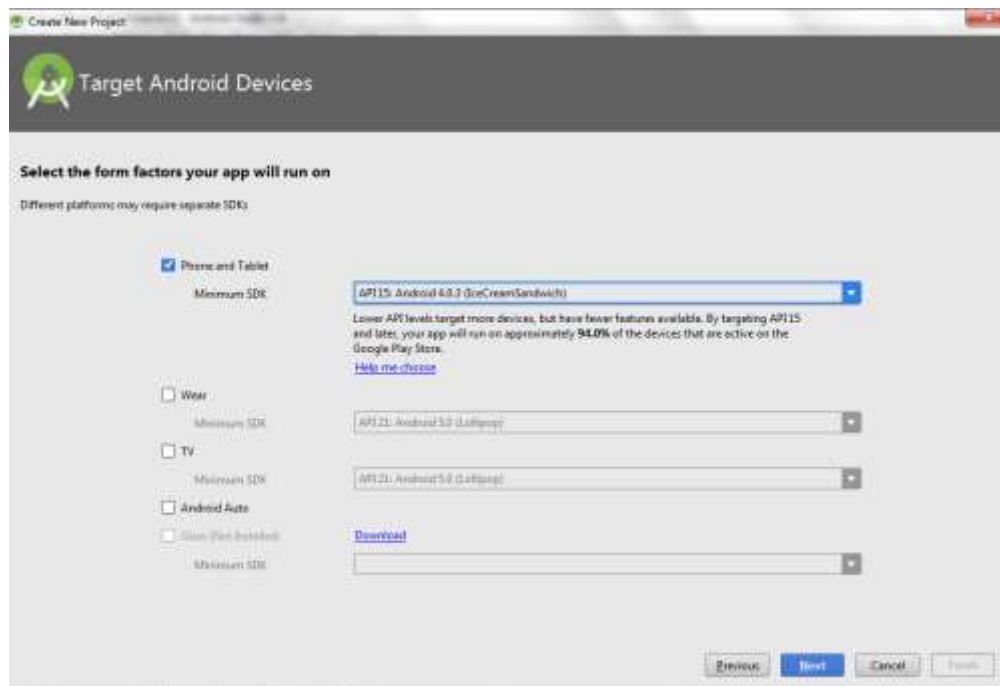 Create New Project
Target Android Devices
Select the form factors your app will run on
Different platforms may require separate SDKs
Phone and Tablet
Minimum SDK
API 15: Android 4.0.3 (IceCreamSandwich)
Lower API levels target more devices, but have fewer features available. By targeting API 15
and later, your app will run on approximately 94.0% of the devices that are active on the
Google Play Store.
Help me choose
Wear
Minimum SDK
API 21: Android 5.0 (Lollipop)
TV
Minimum SDK
API 21: Android 5.0 (Lollipop)
Android Auto
Glass (Not Installed)
Download
Minimum SDK
Previous
Next
Cancel
Finish